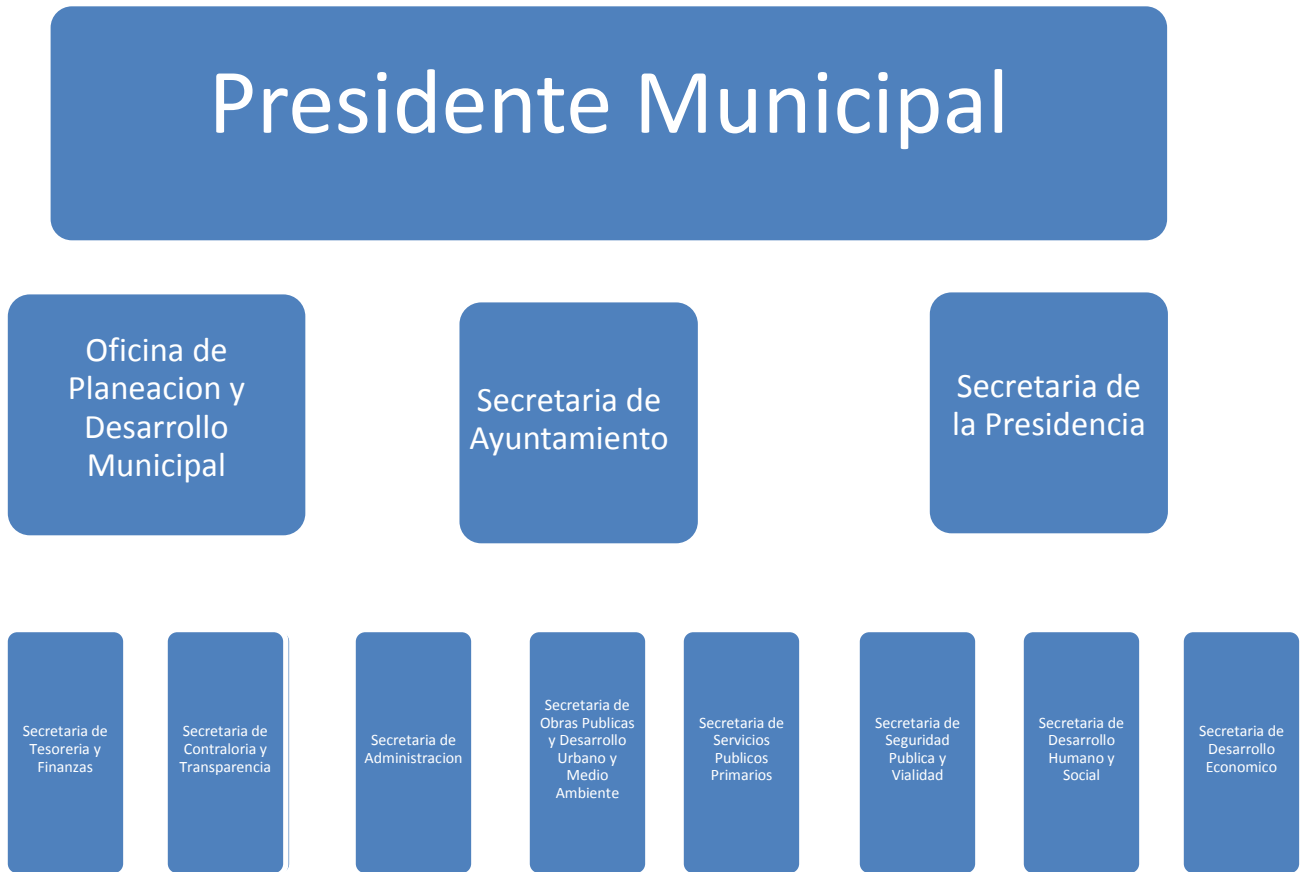 Presidente Municipal
Oficina de
Planeacion y
Desarrollo
Municipal
Secretaria de
Ayuntamiento
Secretaria de
la Presidencia
Secretaria de
Tesoreria y
Finanzas
Secretaria de
Contraloria y
Transparencia
Secretaria de
Administracion
Secretaria de
Obras Publicas
y Desarrollo
Urbano y
Medio
Ambiente
Secretaria de
Servicios
Publicos
Primarios
Secretaria de
Seguridad
Publica y
Vialidad
Secretaria de
Desarrollo
Humano y
Social
Secretaria de
Desarrollo
Economico